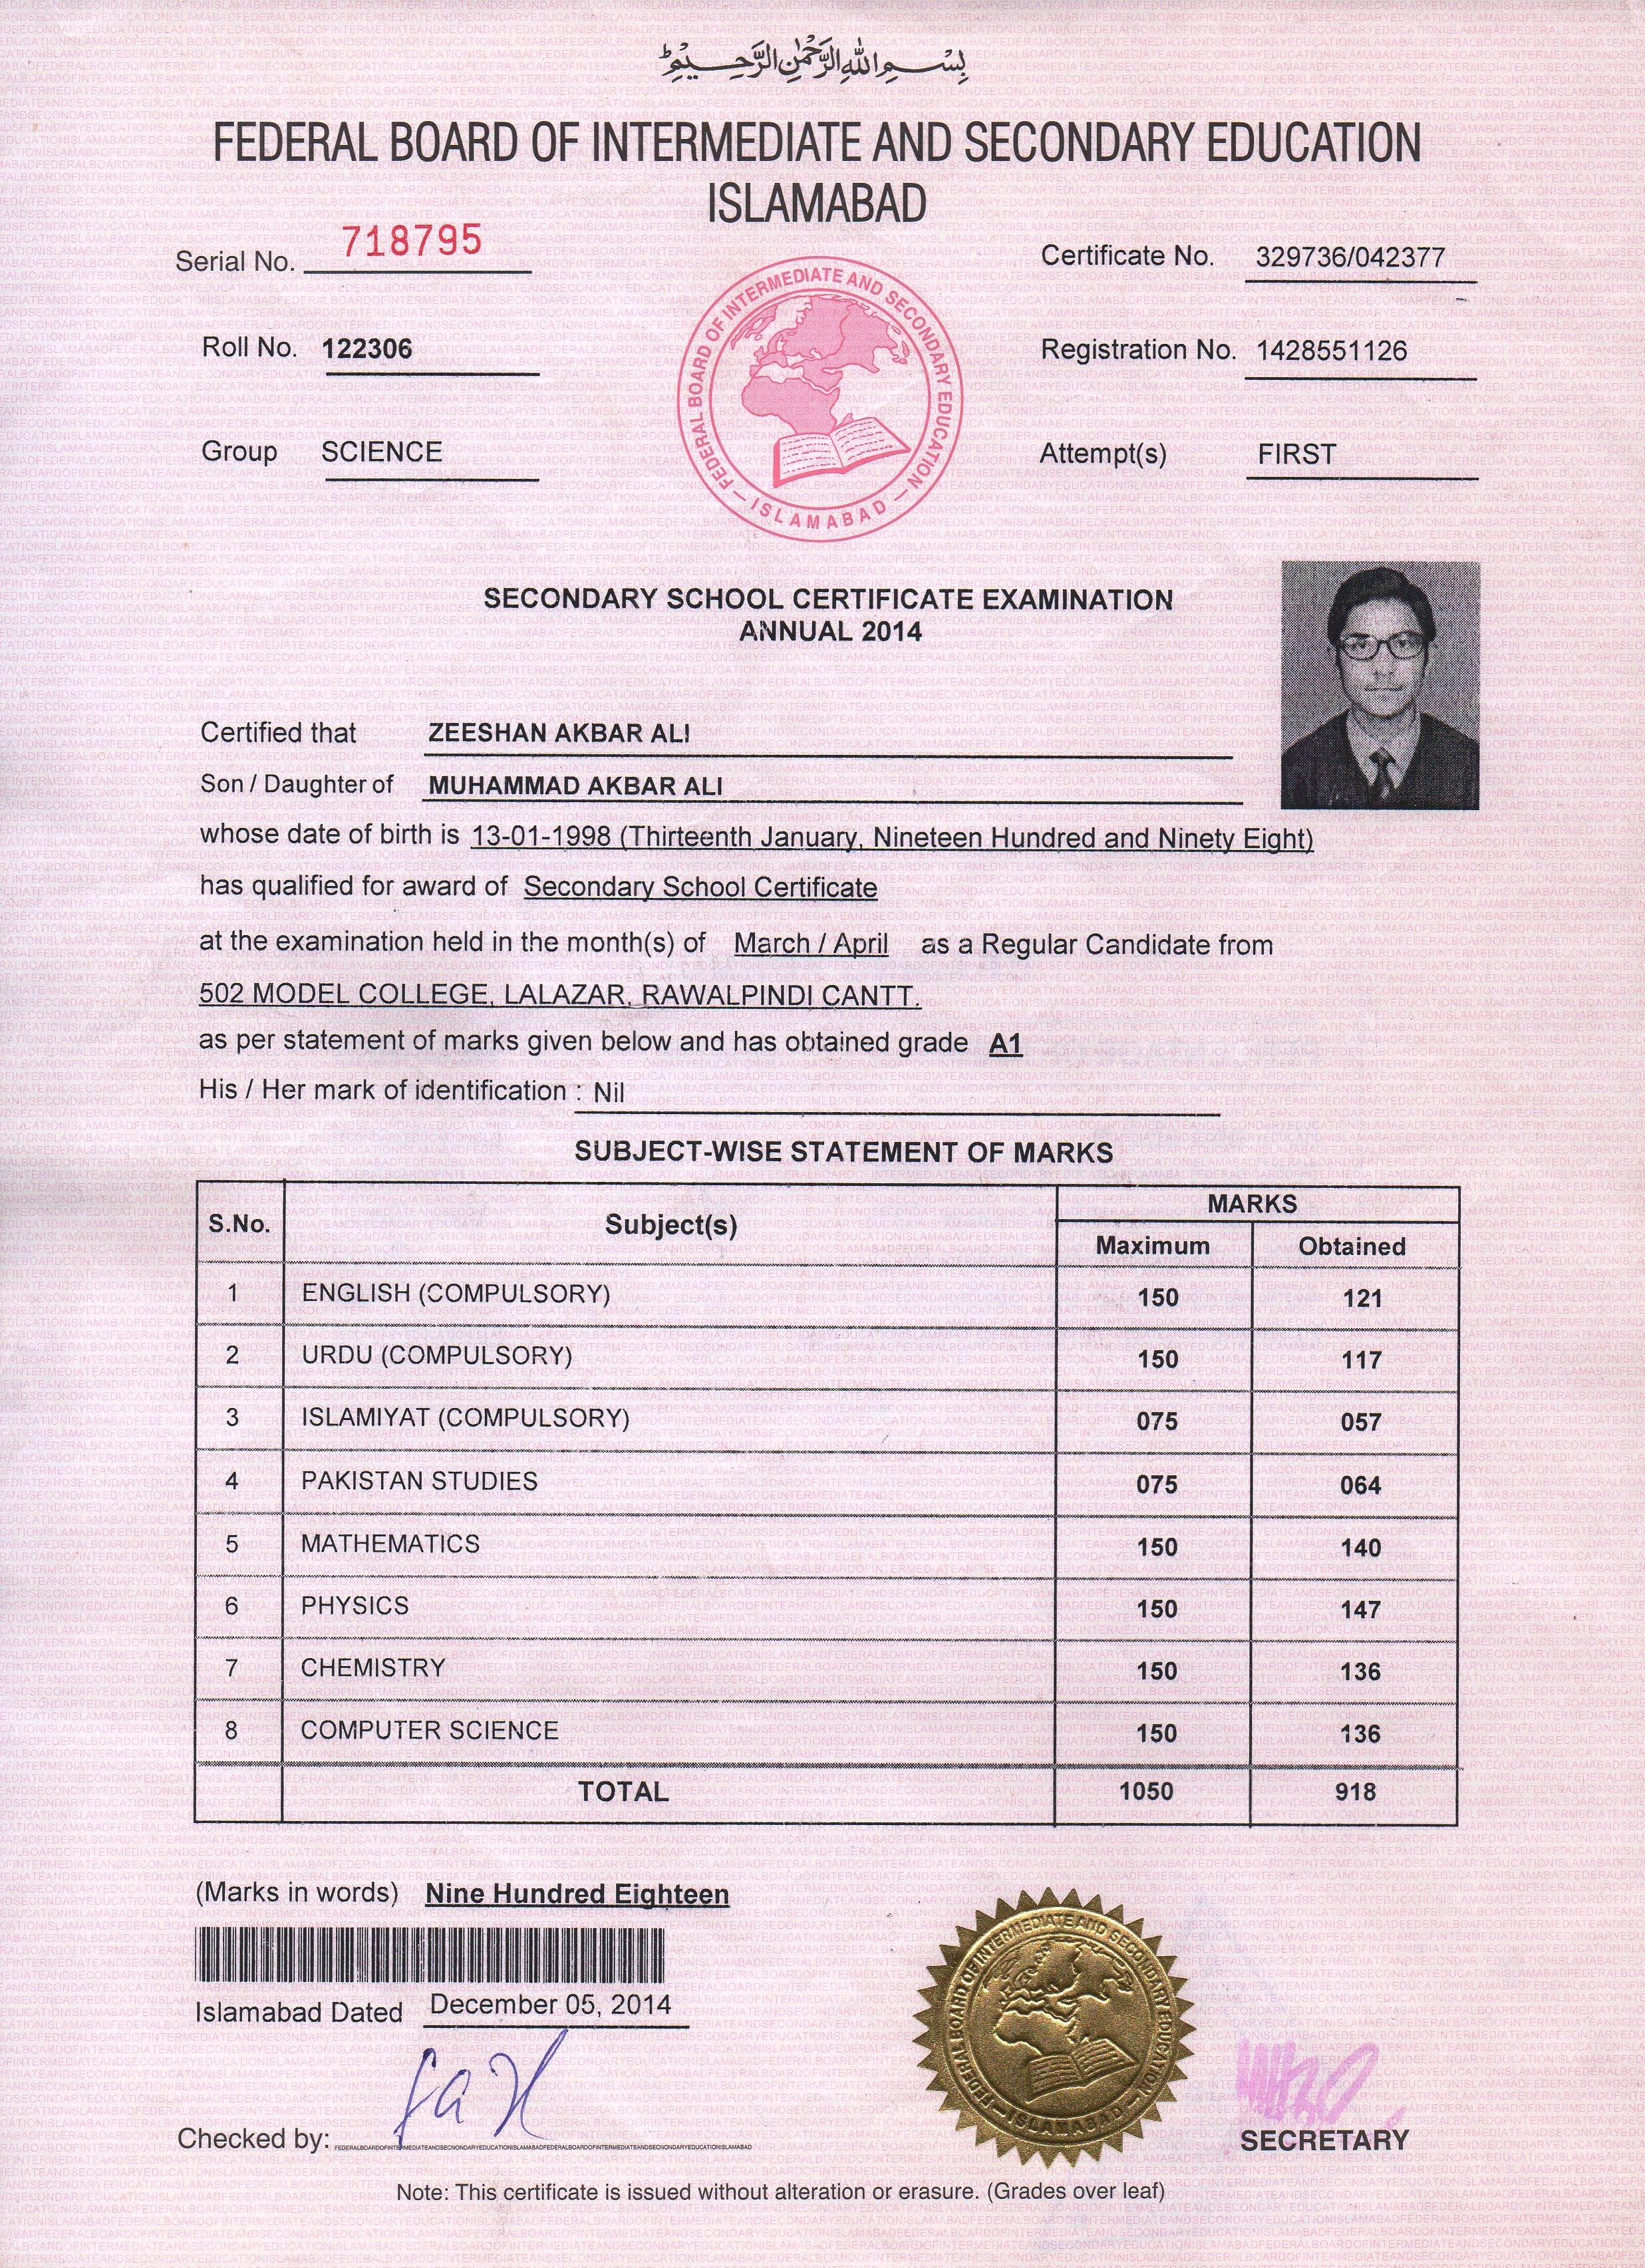 بِسْمِ اللهِ الرَّحْمٰنِ الرَّحِيْمِ
FEDERAL BOARD OF INTERMEDIATE AND SECONDARY EDUCATION
ISLAMABAD
Serial No. 718795
Certificate No. 329736/042377
Roll No. 122306
Registration No. 1428551126
Group SCIENCE
Attempt(s) FIRST
FEDERAL BOARD OF INTERMEDIATE AND SECONDARY EDUCATION
— ISLAMABAD —
SECONDARY SCHOOL CERTIFICATE EXAMINATION
ANNUAL 2014
Certified that ZEESHAN AKBAR ALI
Son / Daughter of MUHAMMAD AKBAR ALI
whose date of birth is 13-01-1998 (Thirteenth January, Nineteen Hundred and Ninety Eight)
has qualified for award of Secondary School Certificate
at the examination held in the month(s) of March / April as a Regular Candidate from
502 MODEL COLLEGE, LALAZAR, RAWALPINDI CANTT.
as per statement of marks given below and has obtained grade A1
His / Her mark of identification : Nil
SUBJECT-WISE STATEMENT OF MARKS
S.No. Subject(s) MARKS
Maximum Obtained
1 ENGLISH (COMPULSORY) 150 121
2 URDU (COMPULSORY) 150 117
3 ISLAMIYAT (COMPULSORY) 075 057
4 PAKISTAN STUDIES 075 064
5 MATHEMATICS 150 140
6 PHYSICS 150 147
7 CHEMISTRY 150 136
8 COMPUTER SCIENCE 150 136
TOTAL 1050 918
(Marks in words) Nine Hundred Eighteen
Islamabad Dated December 05, 2014
FEDERAL BOARD OF INTERMEDIATE AND SECONDARY EDUCATION
— ISLAMABAD —
Checked by:
SECRETARY
Note: This certificate is issued without alteration or erasure. (Grades over leaf)